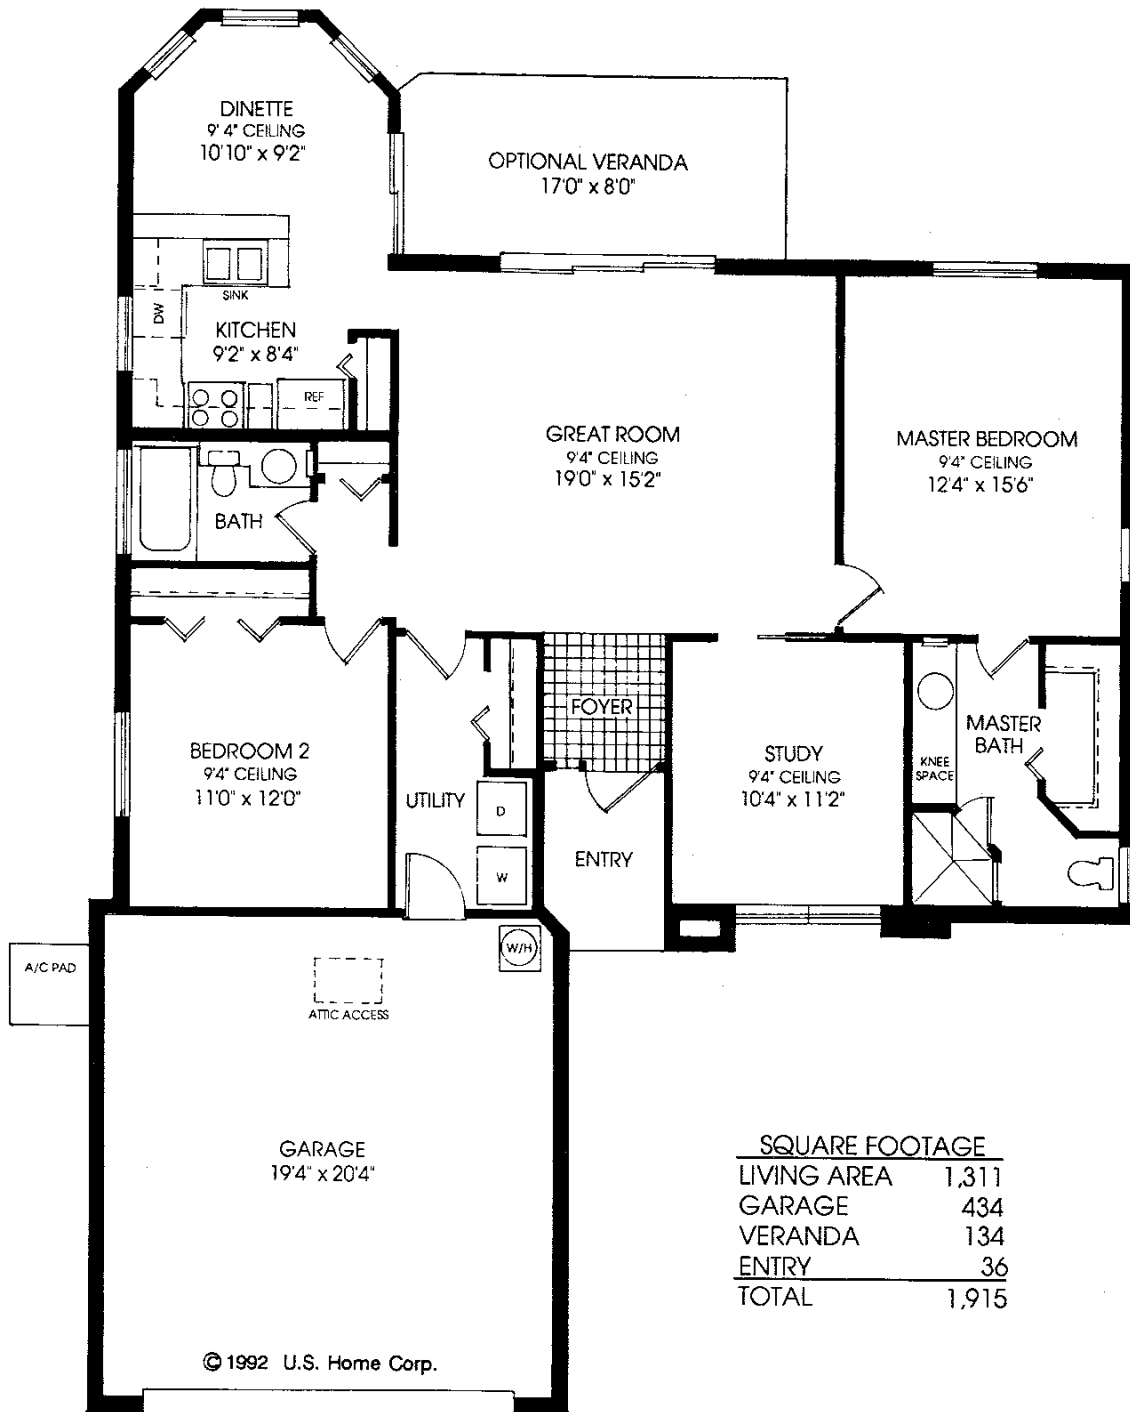 DINETTE
9' 4" CEILING
10'10" x 9'2"
OPTIONAL VERANDA
17'0" x 8'0"
SINK
DW
KITCHEN
9'2" x 8'4"
REF
GREAT ROOM
9'4" CEILING
19'0" x 15'2"
MASTER BEDROOM
9'4" CEILING
12'4" x 15'6"
BATH
FOYER
MASTER
BATH
KNEE
SPACE
BEDROOM 2
9'4" CEILING
11'0" x 12'0"
UTILITY
D
W
STUDY
9'4" CEILING
10'4" x 11'2"
ENTRY
W/H
A/C PAD
ATTIC ACCESS
GARAGE
19'4" x 20'4"
SQUARE FOOTAGE
LIVING AREA 1,311
GARAGE 434
VERANDA 134
ENTRY 36
TOTAL 1,915
© 1992 U.S. Home Corp.